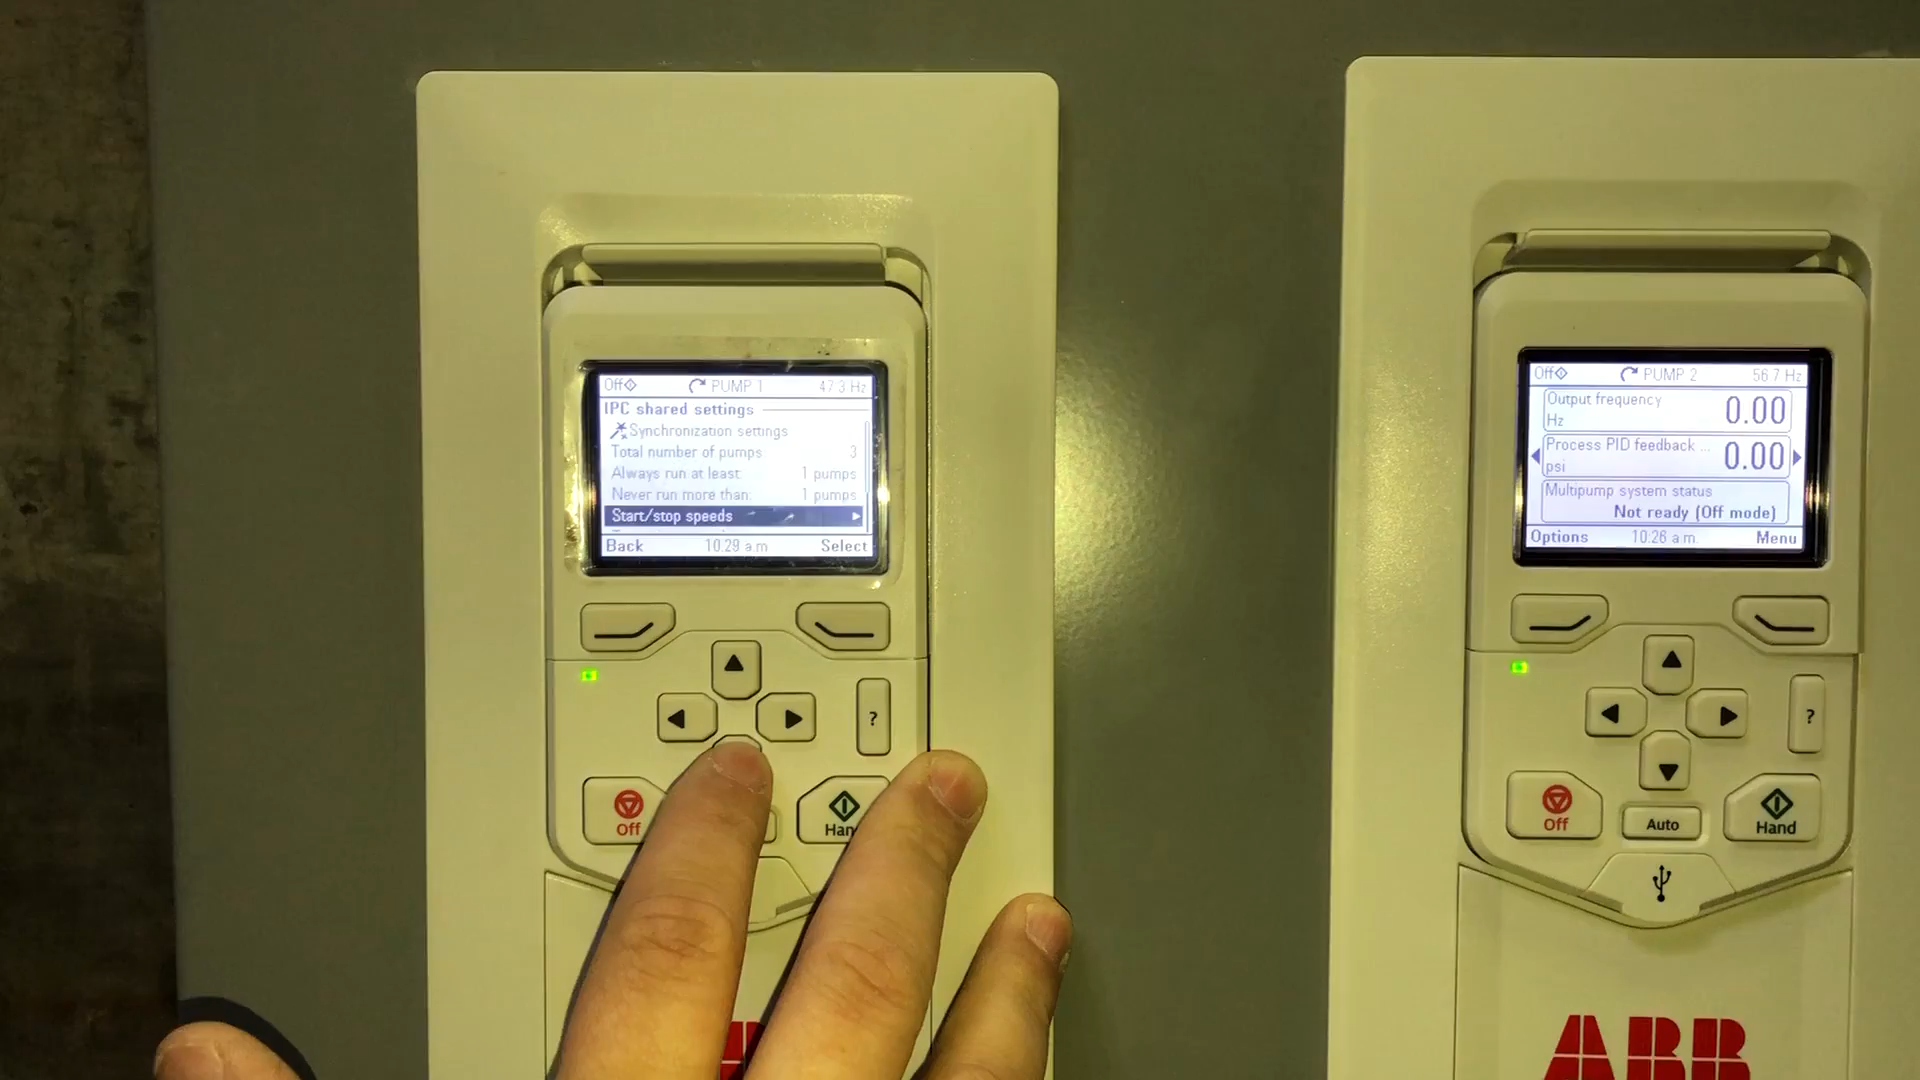 Off PUMP 1 47.3 Hz
IPC shared settings
Synchronization settings
Total number of pumps 3
Always run at least: 1 pumps
Never run more than: 1 pumps
Start/stop speeds
Back 10:29 a.m. Select
?
Off
Hand
Off PUMP 2 56.7 Hz
Output frequency
Hz 0.00
Process PID feedback ...
psi 0.00
Multipump system status
Not ready (Off mode)
Options 10:26 a.m. Menu
?
Off Auto Hand
ABB